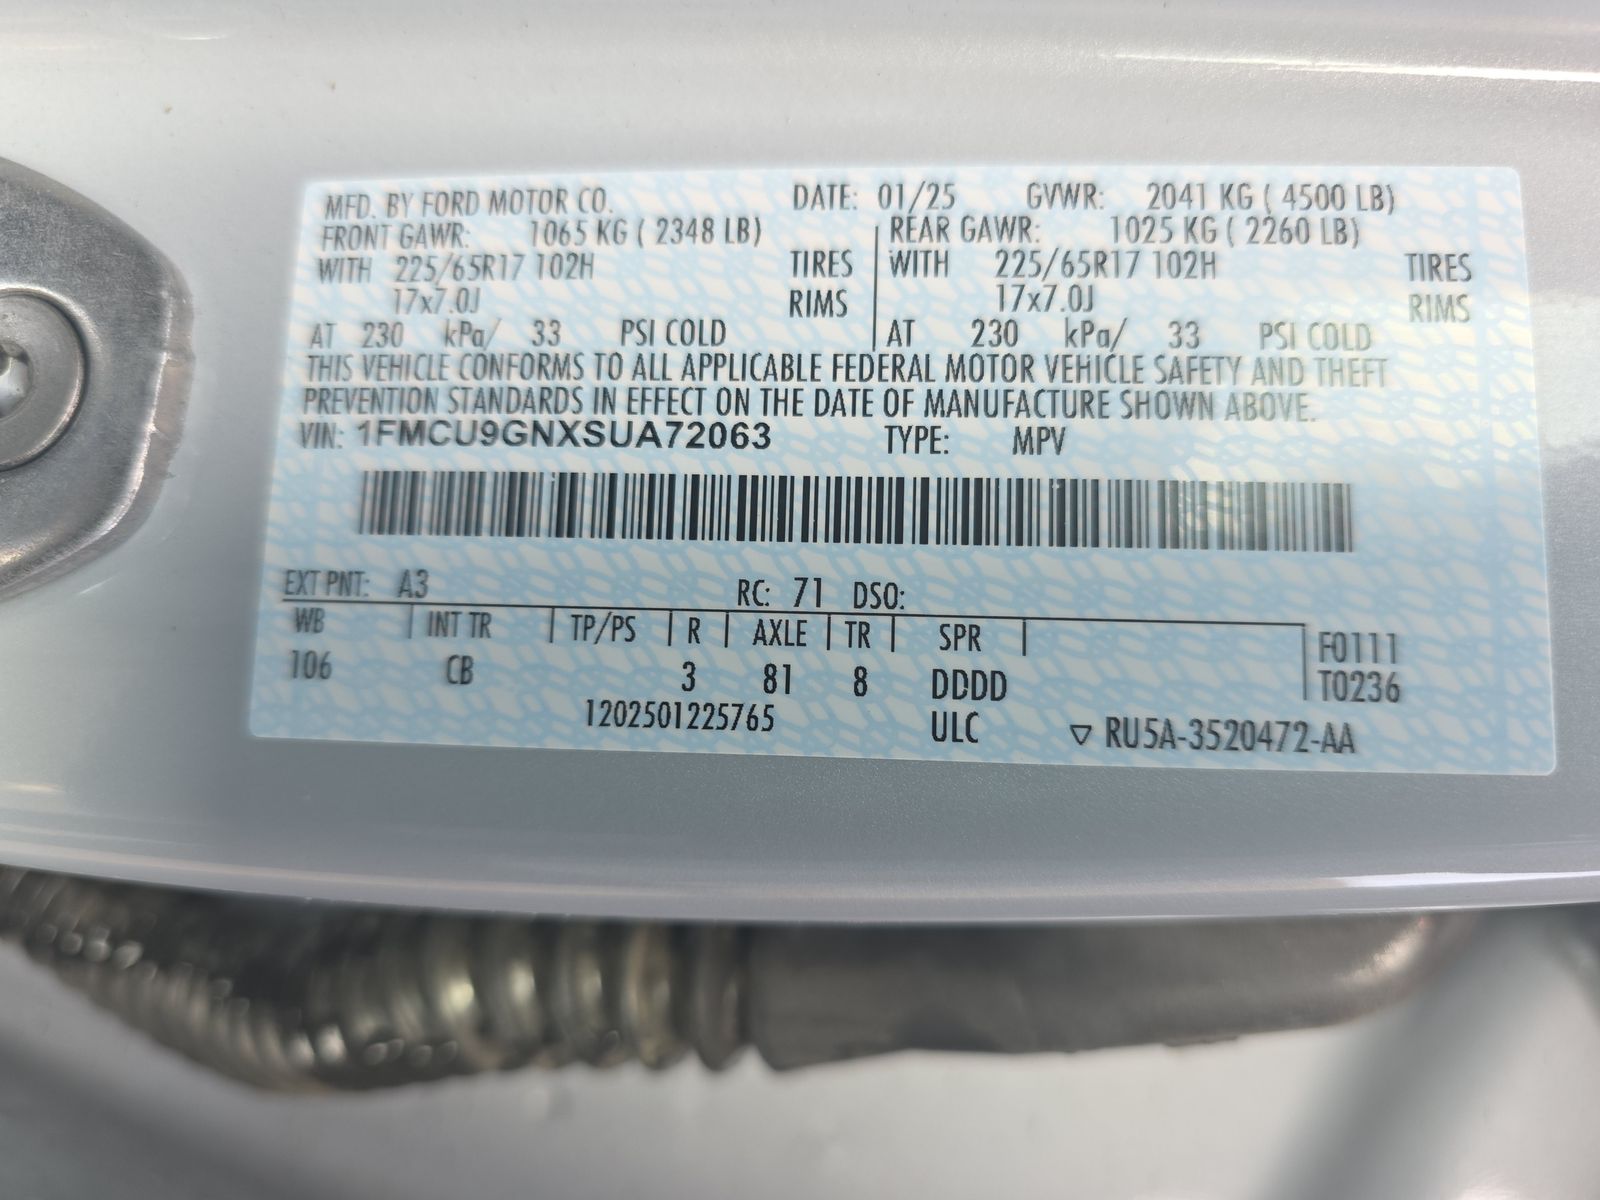 MFD. BY FORD MOTOR CO. DATE: 01/25 GVWR: 2041 KG ( 4500 LB)
FRONT GAWR: 1065 KG ( 2348 LB) REAR GAWR: 1025 KG ( 2260 LB)
WITH 225/65R17 102H TIRES WITH 225/65R17 102H TIRES
17x7.0J RIMS 17x7.0J RIMS
AT 230 kPa/ 33 PSI COLD AT 230 kPa/ 33 PSI COLD
THIS VEHICLE CONFORMS TO ALL APPLICABLE FEDERAL MOTOR VEHICLE SAFETY AND THEFT
PREVENTION STANDARDS IN EFFECT ON THE DATE OF MANUFACTURE SHOWN ABOVE.
VIN: 1FMCU9GNXSUA72063 TYPE: MPV
EXT PNT: A3 RC: 71 DSO:
WB INT TR TP/PS R AXLE TR SPR F0111
106 CB 3 81 8 DDDD T0236
1202501225765 ULC ▽ RU5A-3520472-AA